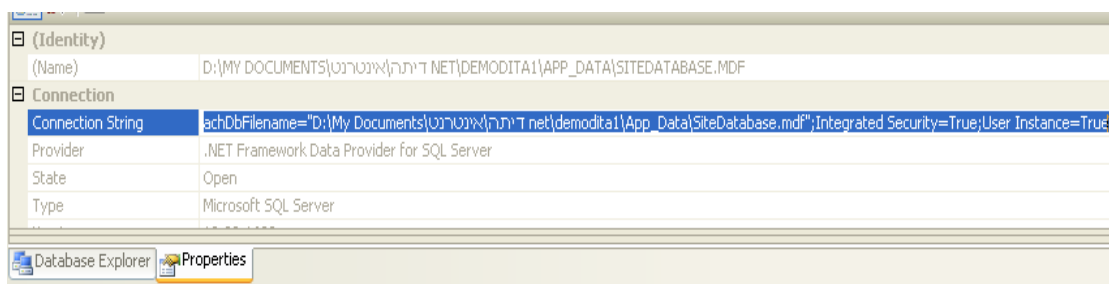 (Identity)
(Name) D:\MY DOCUMENTS\דיתה\אינטרנט NET\DEMODITA1\APP_DATA\SITEDATABASE.MDF
Connection
Connection String achDbFilename="D:\My Documents\דיתה\אינטרנט net\demodita1\App_Data\SiteDatabase.mdf";Integrated Security=True;User Instance=True
Provider .NET Framework Data Provider for SQL Server
State Open
Type Microsoft SQL Server
Database Explorer Properties